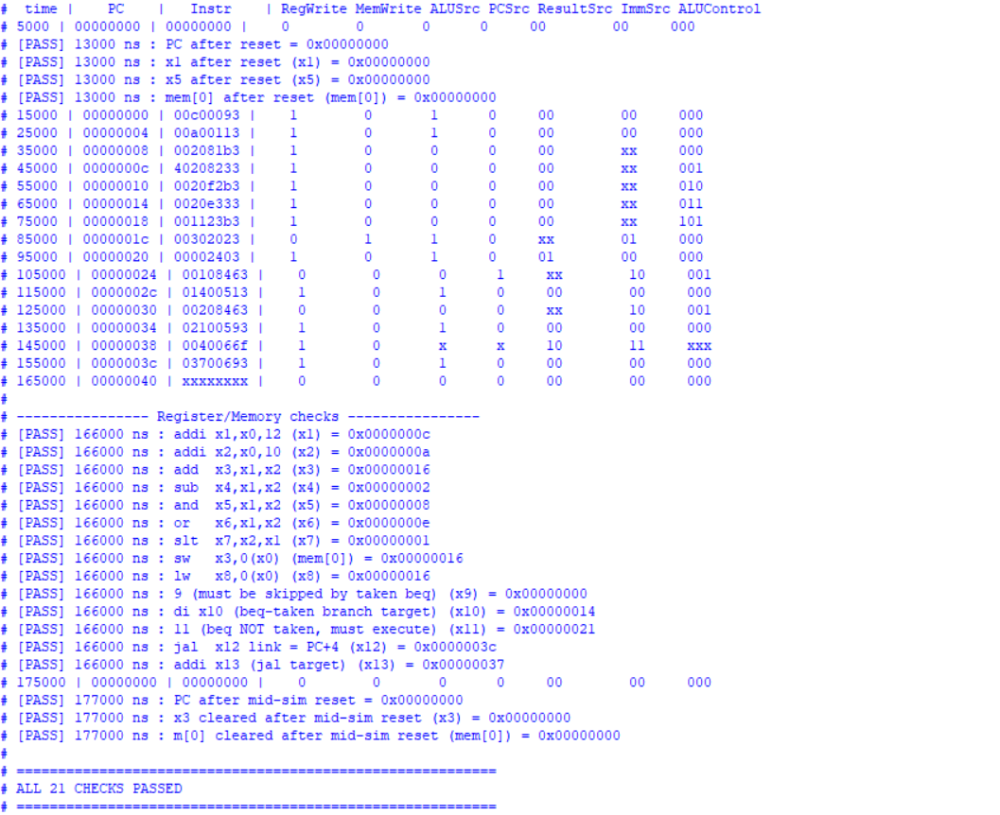 #  time |    PC    |   Instr    | RegWrite MemWrite ALUSrc PCSrc ResultSrc ImmSrc ALUControl
# 5000 | 00000000 | 00000000 |    0        0       0      0     00        00     000
# [PASS] 13000 ns : PC after reset = 0x00000000
# [PASS] 13000 ns : x1 after reset (x1) = 0x00000000
# [PASS] 13000 ns : x5 after reset (x5) = 0x00000000
# [PASS] 13000 ns : mem[0] after reset (mem[0]) = 0x00000000
# 15000 | 00000000 | 00c00093 |    1        0       1      0     00        00     000
# 25000 | 00000004 | 00a00113 |    1        0       1      0     00        00     000
# 35000 | 00000008 | 002081b3 |    1        0       0      0     00        xx     000
# 45000 | 0000000c | 40208233 |    1        0       0      0     00        xx     001
# 55000 | 00000010 | 0020f2b3 |    1        0       0      0     00        xx     010
# 65000 | 00000014 | 0020e333 |    1        0       0      0     00        xx     011
# 75000 | 00000018 | 001123b3 |    1        0       0      0     00        xx     101
# 85000 | 0000001c | 00302023 |    0        1       1      0     xx        01     000
# 95000 | 00000020 | 00002403 |    1        0       1      0     01        00     000
# 105000 | 00000024 | 00108463 |    0        0       0      1     xx        10     001
# 115000 | 0000002c | 01400513 |    1        0       1      0     00        00     000
# 125000 | 00000030 | 00208463 |    0        0       0      0     xx        10     001
# 135000 | 00000034 | 02100593 |    1        0       1      0     00        00     000
# 145000 | 00000038 | 0040066f |    1        0       x      x     10        11     xxx
# 155000 | 0000003c | 03700693 |    1        0       1      0     00        00     000
# 165000 | 00000040 | xxxxxxxx |    0        0       0      0     00        00     000
#
# ---------------- Register/Memory checks ----------------
# [PASS] 166000 ns : addi x1,x0,12 (x1) = 0x0000000c
# [PASS] 166000 ns : addi x2,x0,10 (x2) = 0x0000000a
# [PASS] 166000 ns : add  x3,x1,x2 (x3) = 0x00000016
# [PASS] 166000 ns : sub  x4,x1,x2 (x4) = 0x00000002
# [PASS] 166000 ns : and  x5,x1,x2 (x5) = 0x00000008
# [PASS] 166000 ns : or   x6,x1,x2 (x6) = 0x0000000e
# [PASS] 166000 ns : slt  x7,x2,x1 (x7) = 0x00000001
# [PASS] 166000 ns : sw   x3,0(x0) (mem[0]) = 0x00000016
# [PASS] 166000 ns : lw   x8,0(x0) (x8) = 0x00000016
# [PASS] 166000 ns : 9 (must be skipped by taken beq) (x9) = 0x00000000
# [PASS] 166000 ns : di x10 (beq-taken branch target) (x10) = 0x00000014
# [PASS] 166000 ns : 11 (beq NOT taken, must execute) (x11) = 0x00000021
# [PASS] 166000 ns : jal  x12 link = PC+4 (x12) = 0x0000003c
# [PASS] 166000 ns : addi x13 (jal target) (x13) = 0x00000037
# 175000 | 00000000 | 00000000 |    0        0       0      0     00        00     000
# [PASS] 177000 ns : PC after mid-sim reset = 0x00000000
# [PASS] 177000 ns : x3 cleared after mid-sim reset (x3) = 0x00000000
# [PASS] 177000 ns : m[0] cleared after mid-sim reset (mem[0]) = 0x00000000
#
# ==========================================================
# ALL 21 CHECKS PASSED
# ==========================================================